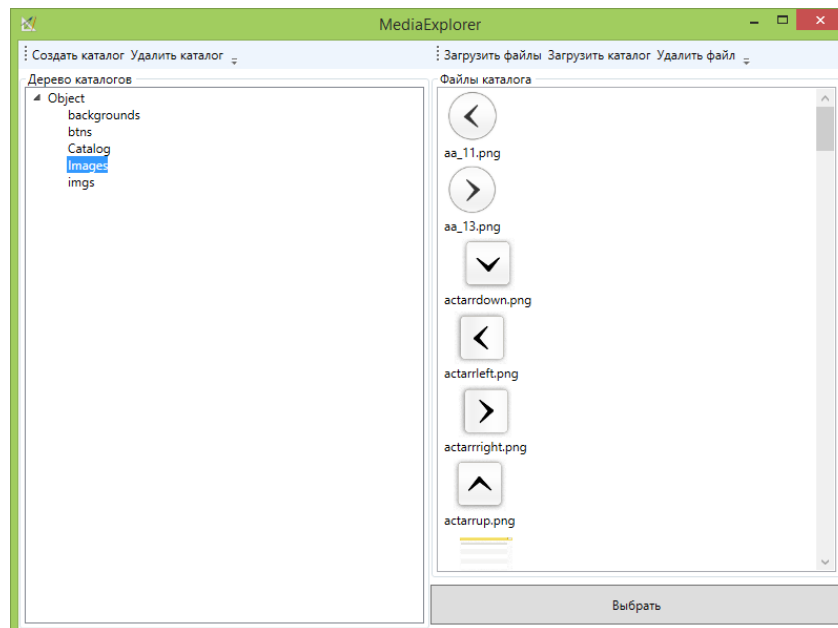 MediaExplorer
Создать каталог Удалить каталог
Загрузить файлы Загрузить каталог Удалить файл
Дерево каталогов
Object
backgrounds
btns
Catalog
Images
imgs
Файлы каталога
aa_11.png
aa_13.png
actarrdown.png
actarrleft.png
actarrright.png
actarrup.png
Выбрать